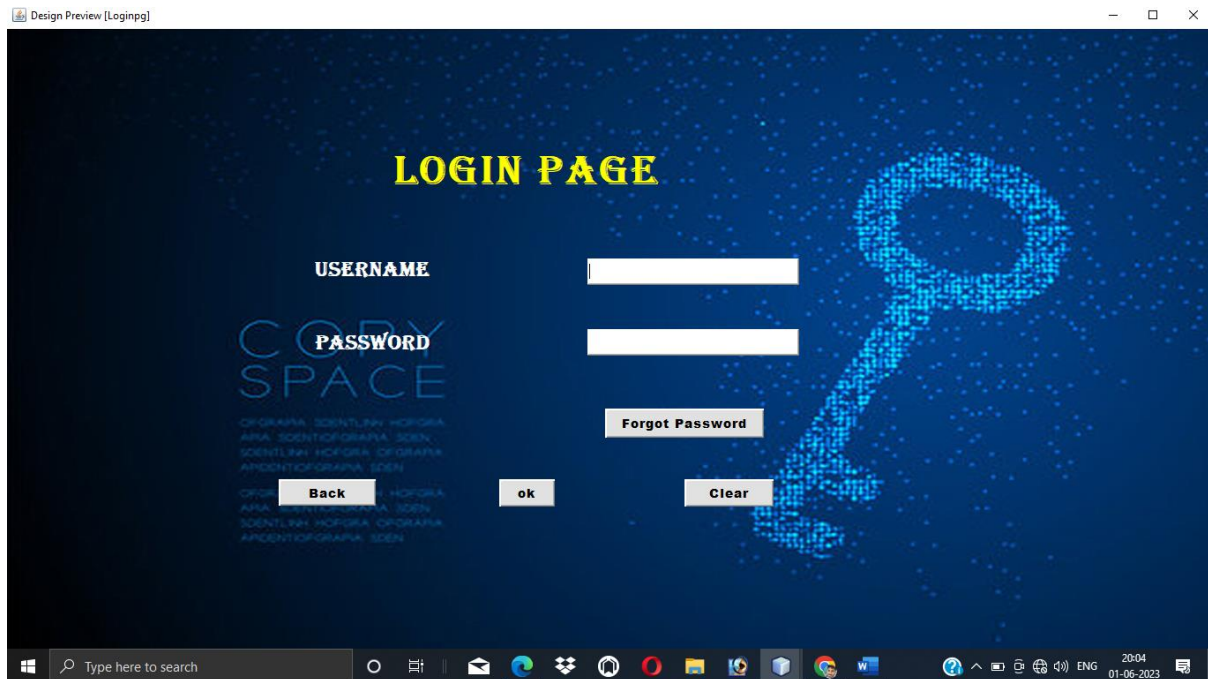 Design Preview [Loginpg]
LOGIN PAGE
USERNAME
COPY
PASSWORD
SPACE
Forgot Password
Back
ok
Clear
Type here to search
ENG
20:04
01-06-2023